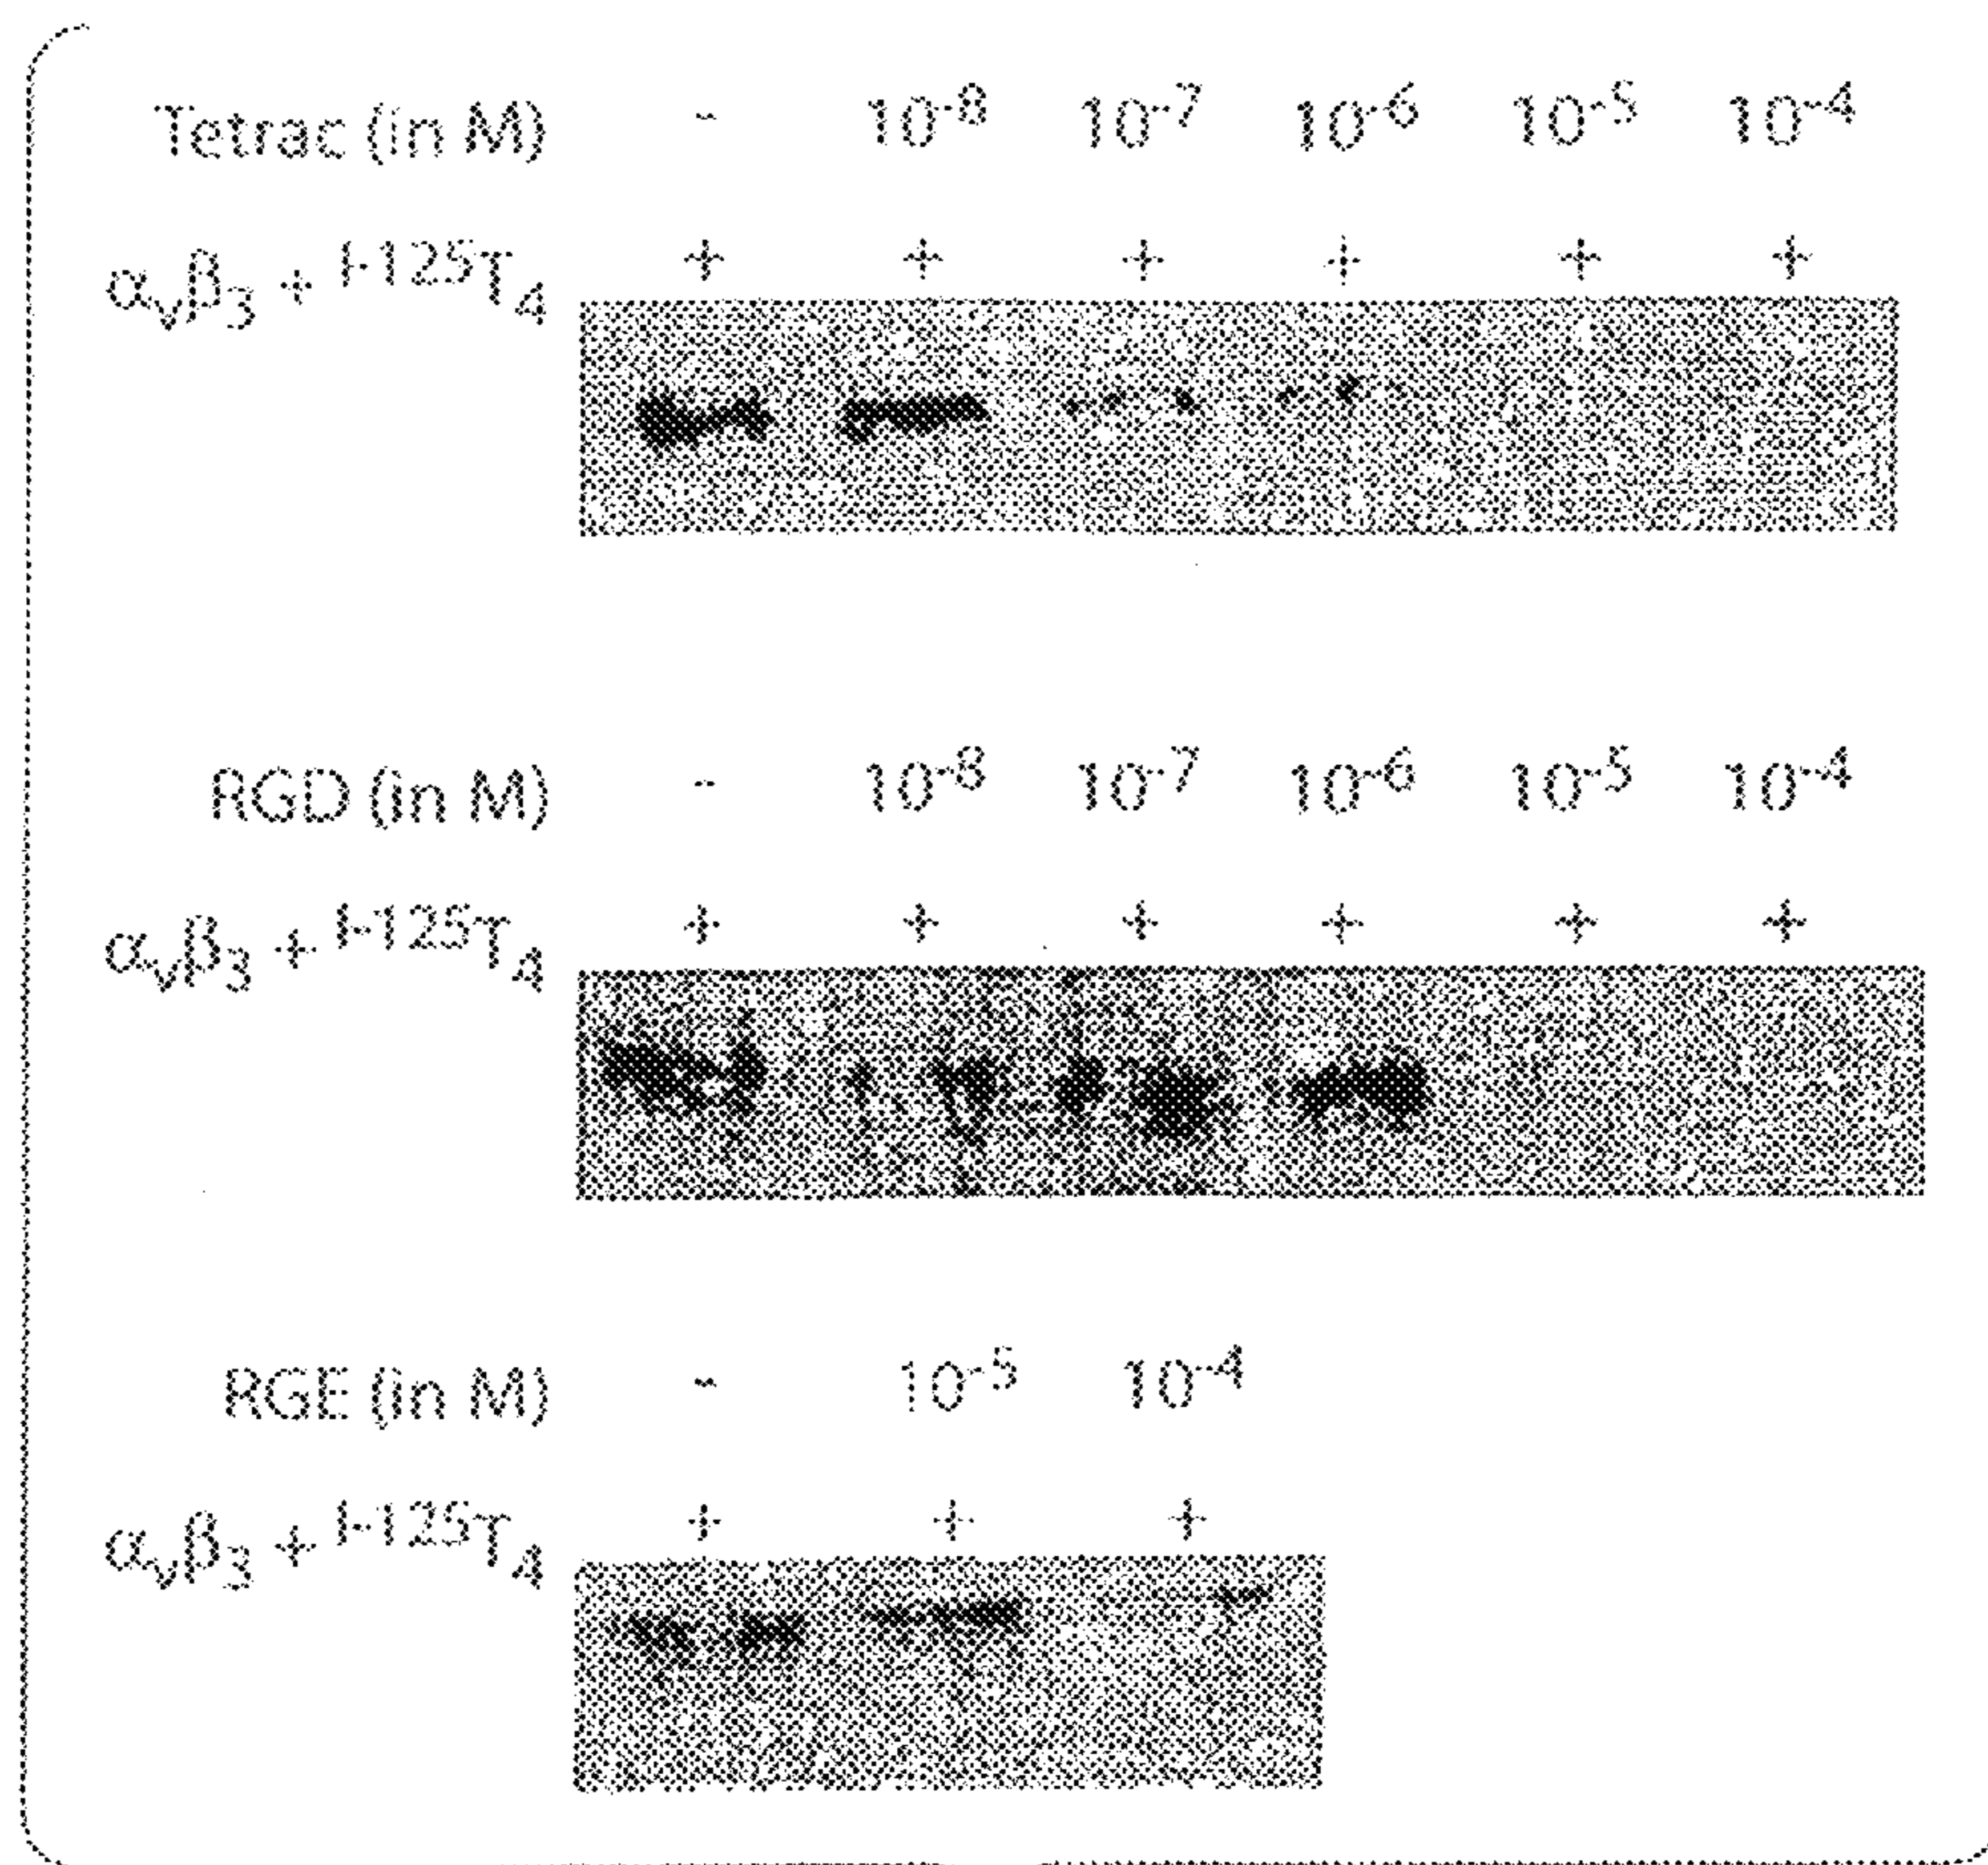 Tetrac (in M) - 10⁻⁸ 10⁻⁷ 10⁻⁶ 10⁻⁵ 10⁻⁴
αᵥβ₃ + ᴵ⁻¹²⁵T₄ + + + + + +
RGD (in M) - 10⁻⁸ 10⁻⁷ 10⁻⁶ 10⁻⁵ 10⁻⁴
αᵥβ₃ + ᴵ⁻¹²⁵T₄ + + + + + +
RGE (in M) - 10⁻⁵ 10⁻⁴
αᵥβ₃ + ᴵ⁻¹²⁵T₄ + + +